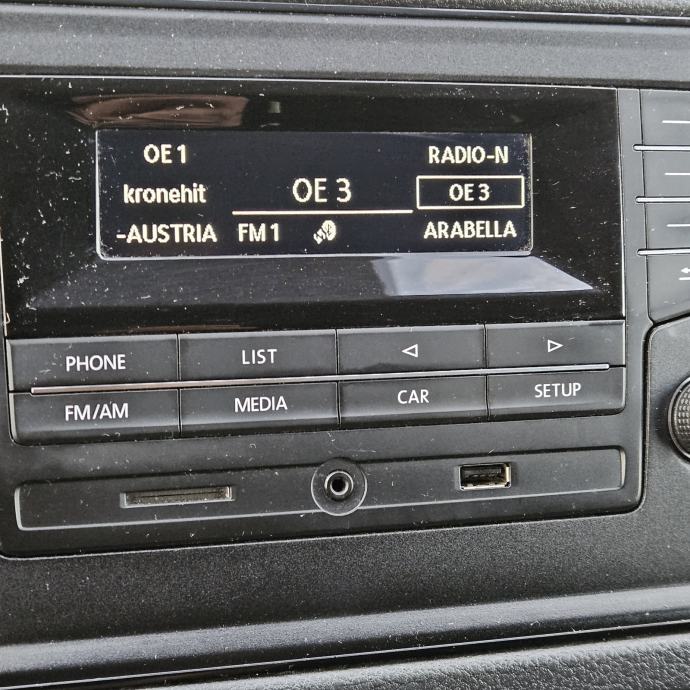 OE 1 RADIO-N
kronehit OE 3 OE 3
-AUSTRIA FM 1 ARABELLA
PHONE LIST
FM/AM MEDIA CAR SETUP